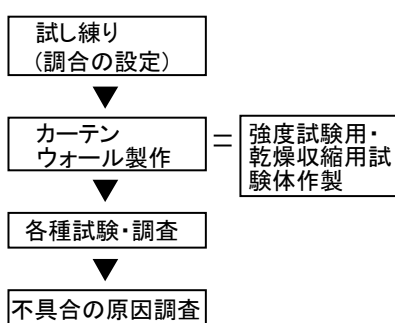 試し練り
(調合の設定)
▼
カーテン
ウォール製作
=
強度試験用・
乾燥収縮用試
験体作製
▼
各種試験・調査
▼
不具合の原因調査